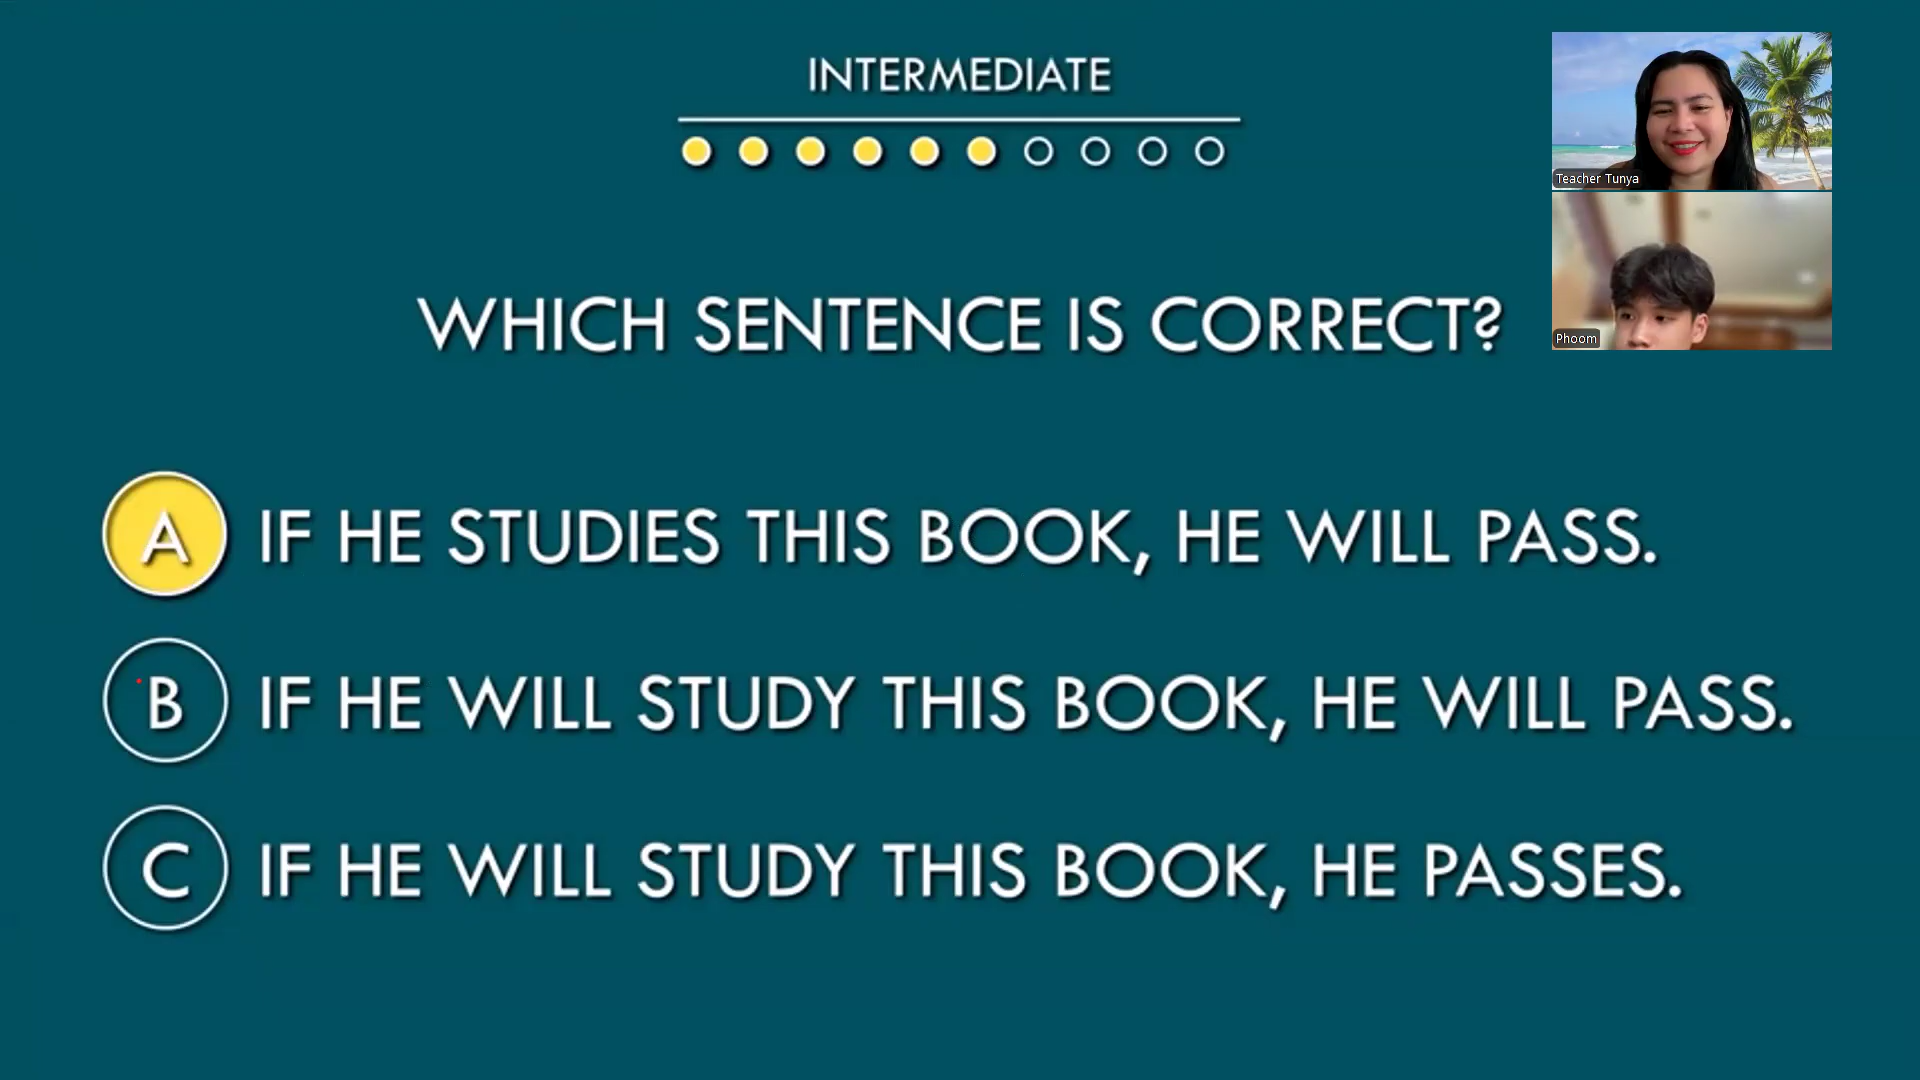 INTERMEDIATE
WHICH SENTENCE IS CORRECT?
A IF HE STUDIES THIS BOOK, HE WILL PASS.
B IF HE WILL STUDY THIS BOOK, HE WILL PASS.
C IF HE WILL STUDY THIS BOOK, HE PASSES.
Teacher Tunya
Phoom